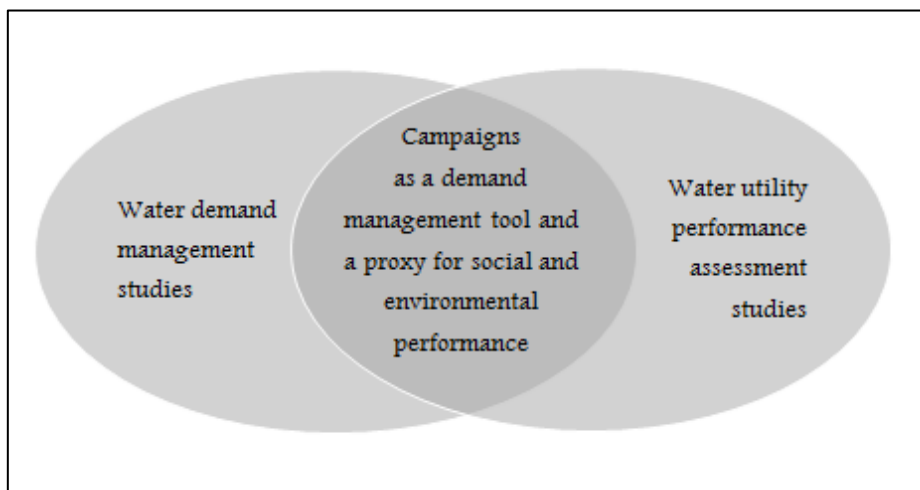 Water demand
management
studies
Campaigns
as a demand
management tool and
a proxy for social and
environmental
performance
Water utility
performance
assessment
studies